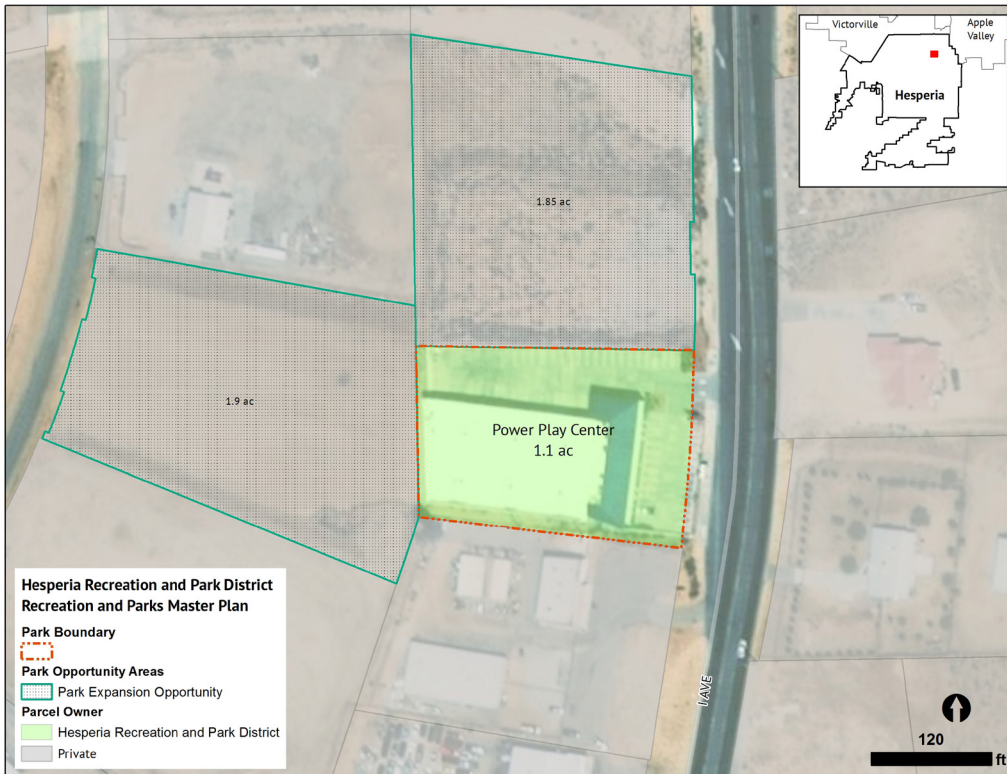 Victorville
Apple
Valley
Hesperia
1.85 ac
1.9 ac
Power Play Center
1.1 ac
Hesperia Recreation and Park District
Recreation and Parks Master Plan
Park Boundary
Park Opportunity Areas
Park Expansion Opportunity
Parcel Owner
Hesperia Recreation and Park District
Private
I AVE
120
ft